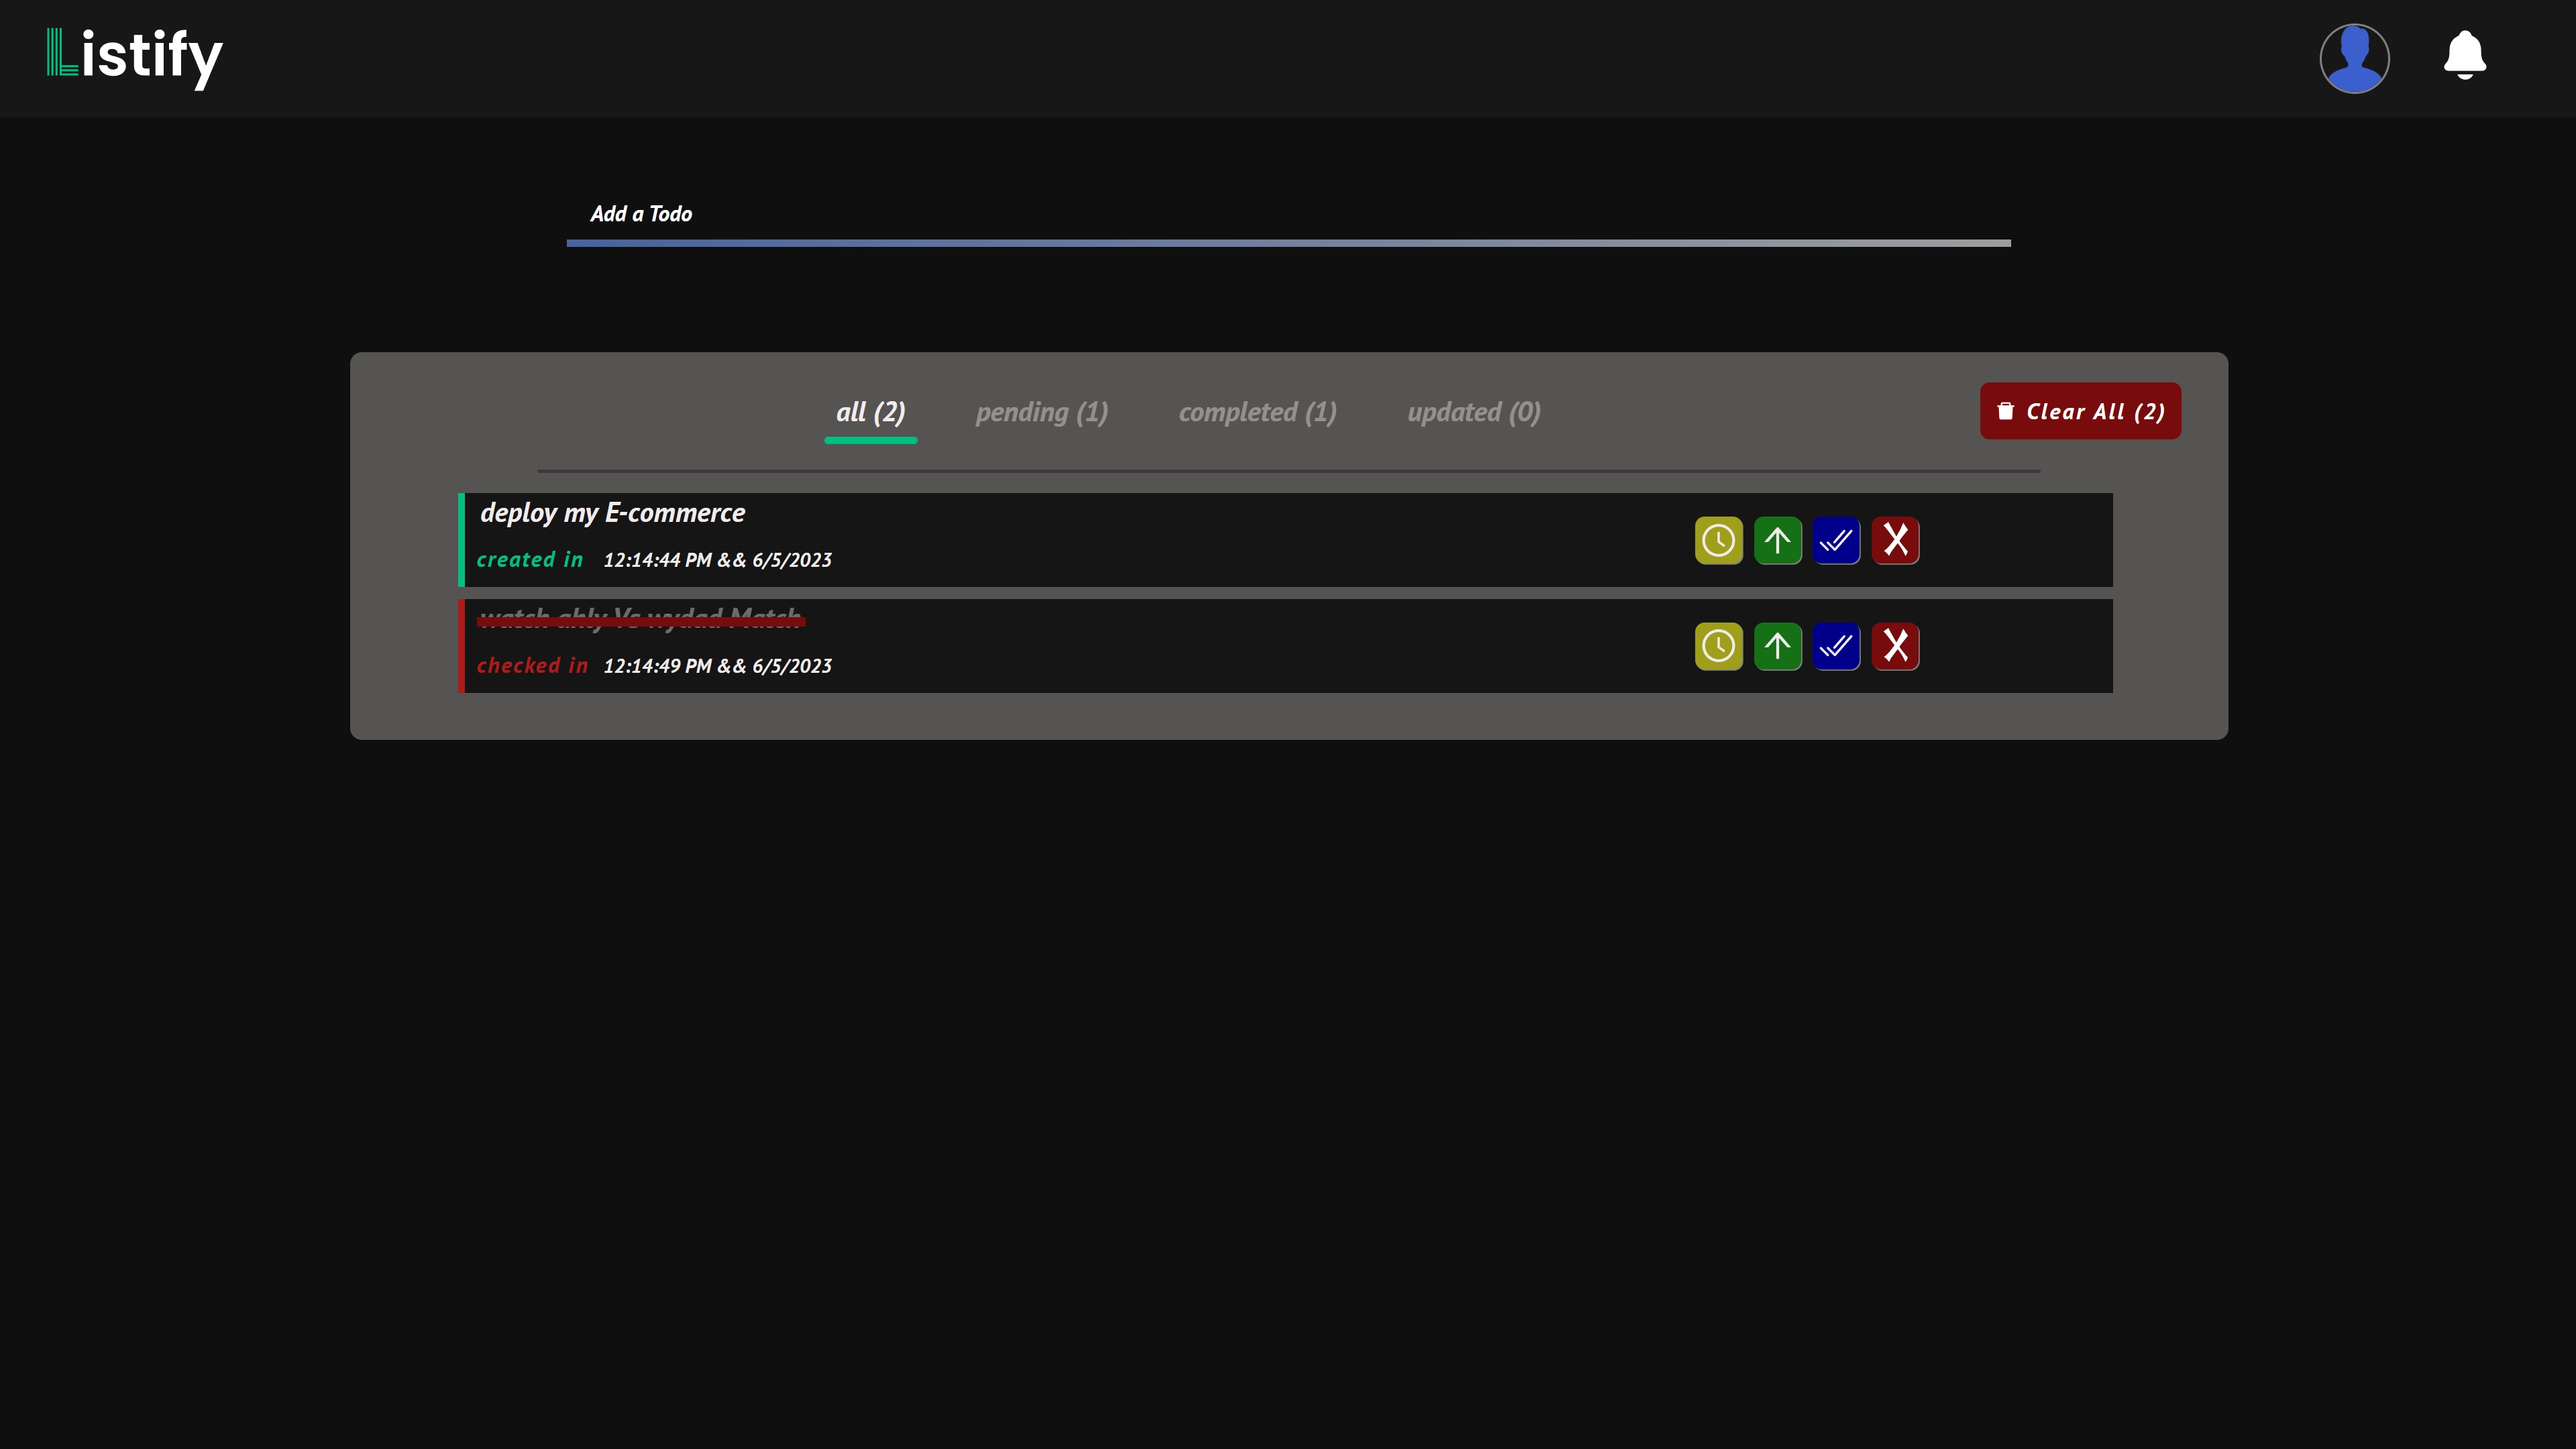 Listify
Add a Todo
all (2) pending (1) completed (1) updated (0) Clear All (2)
deploy my E-commerce
created in 12:14:44 PM && 6/5/2023
watch ahly Vs wydad Match
checked in 12:14:49 PM && 6/5/2023